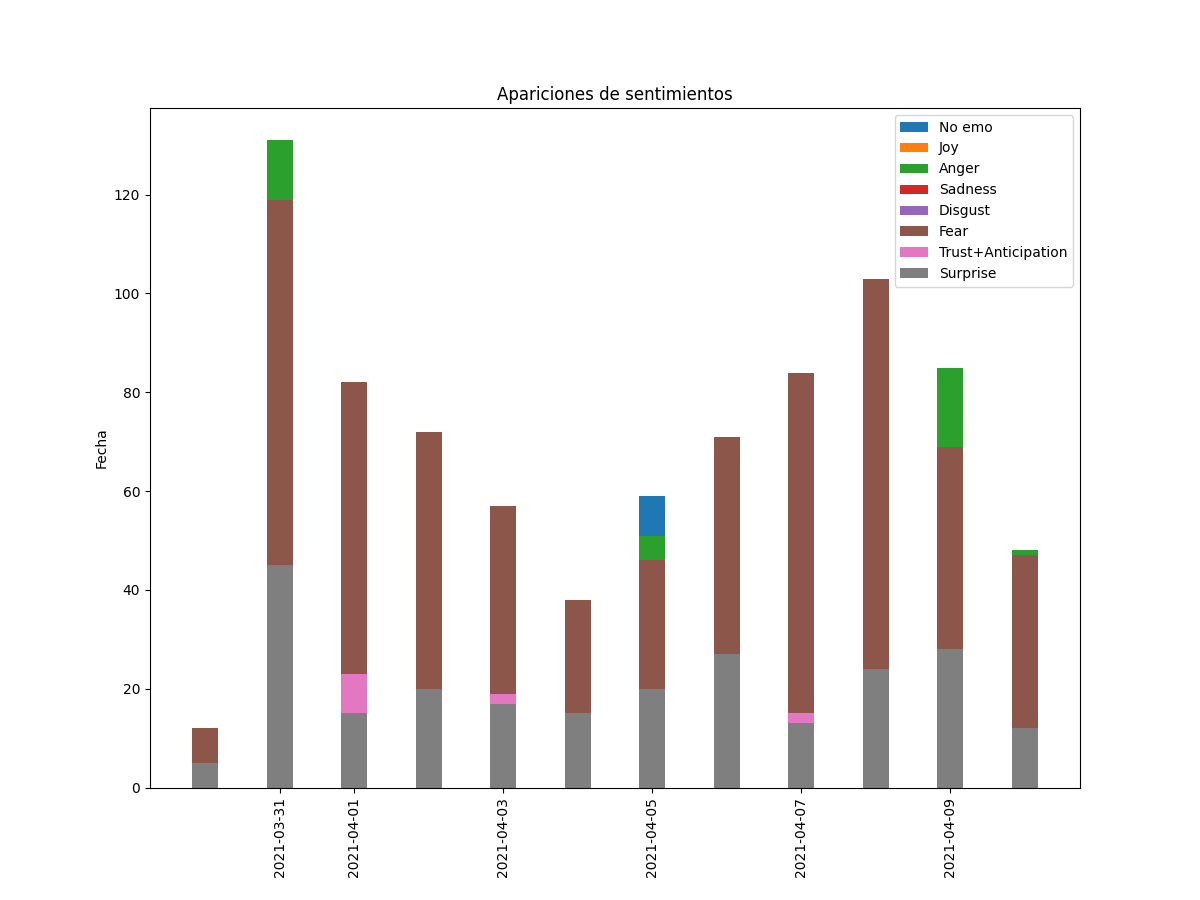 Apariciones de sentimientos
No emo
Joy
Anger
Sadness
Disgust
Fear
Trust+Anticipation
Surprise
Fecha
120
100
80
60
40
20
0
2021-03-31
2021-04-01
2021-04-03
2021-04-05
2021-04-07
2021-04-09